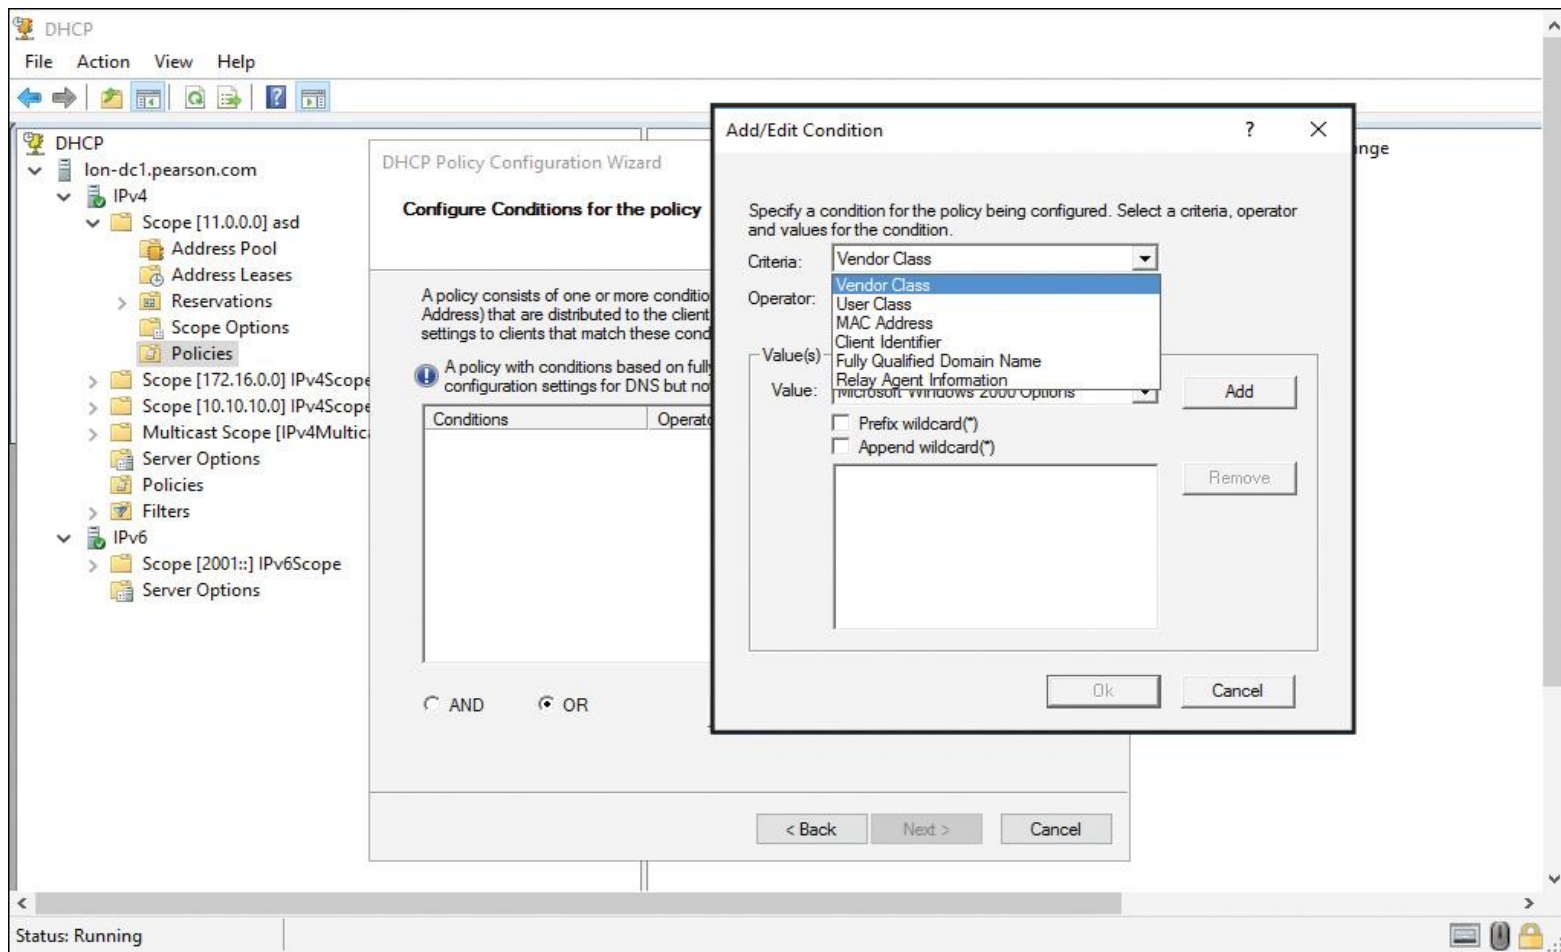 DHCP
File Action View Help
DHCP
lon-dc1.pearson.com
IPv4
Scope [11.0.0.0] asd
Address Pool
Address Leases
Reservations
Scope Options
Policies
Scope [172.16.0.0] IPv4Scope
Scope [10.10.10.0] IPv4Scope
Multicast Scope [IPv4Multic
Server Options
Policies
Filters
IPv6
Scope [2001::] IPv6Scope
Server Options
DHCP Policy Configuration Wizard
Configure Conditions for the policy
A policy consists of one or more conditio
Address) that are distributed to the client
settings to clients that match these cond
A policy with conditions based on full
configuration settings for DNS but no
Conditions Operato
AND OR
< Back Next > Cancel
Add/Edit Condition ? X
Specify a condition for the policy being configured. Select a criteria, operator
and values for the condition.
Criteria: Vendor Class
Vendor Class
Operator: User Class
MAC Address
Client Identifier
Value(s) Fully Qualified Domain Name
Relay Agent Information
Value: Microsoft Windows 2000 Options Add
Prefix wildcard(*)
Append wildcard(*)
Remove
Ok Cancel
inge
Status: Running